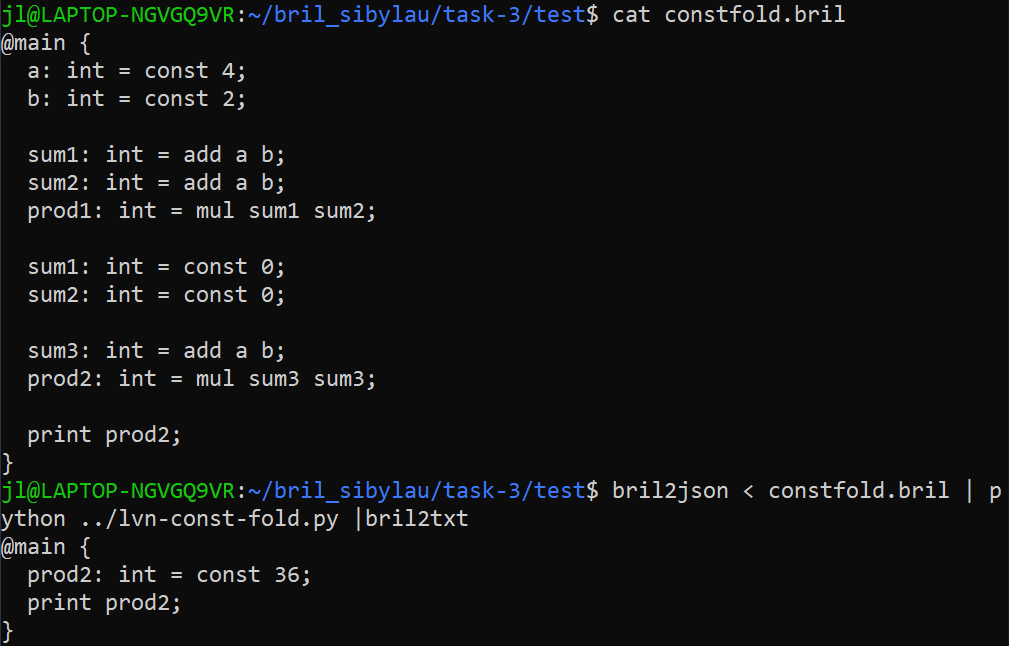 jl@LAPTOP-NGVGQ9VR:~/bril_sibylau/task-3/test$ cat constfold.bril
@main {
  a: int = const 4;
  b: int = const 2;

  sum1: int = add a b;
  sum2: int = add a b;
  prod1: int = mul sum1 sum2;

  sum1: int = const 0;
  sum2: int = const 0;

  sum3: int = add a b;
  prod2: int = mul sum3 sum3;

  print prod2;
}
jl@LAPTOP-NGVGQ9VR:~/bril_sibylau/task-3/test$ bril2json < constfold.bril | p
ython ../lvn-const-fold.py |bril2txt
@main {
  prod2: int = const 36;
  print prod2;
}